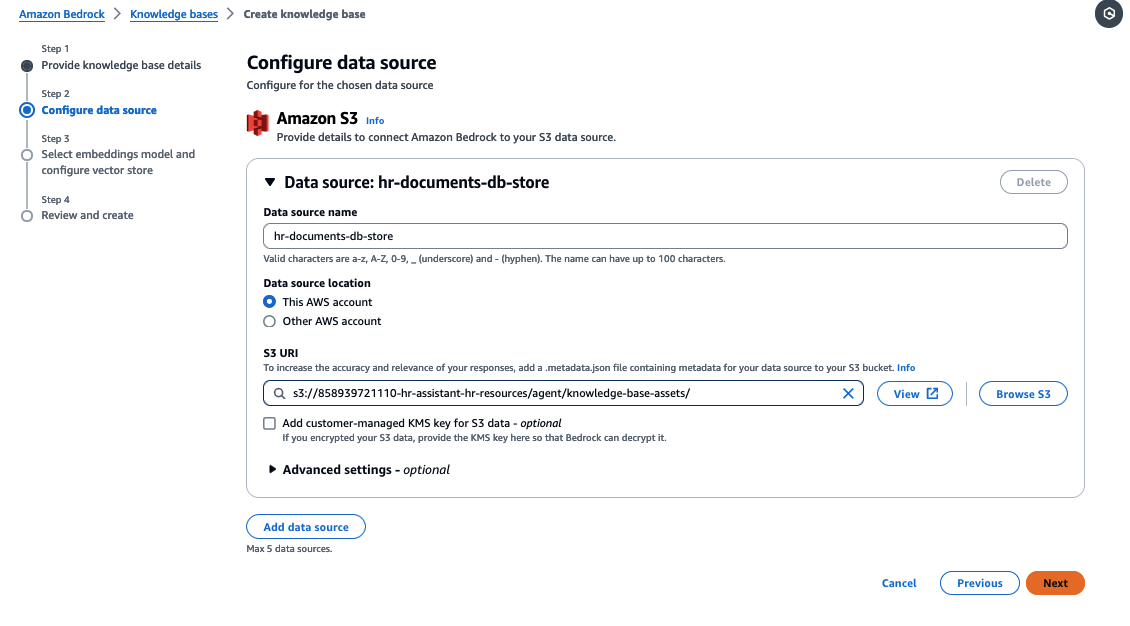 Amazon Bedrock > Knowledge bases > Create knowledge base
Step 1
Provide knowledge base details
Step 2
Configure data source
Step 3
Select embeddings model and
configure vector store
Step 4
Review and create
Configure data source
Configure for the chosen data source
Amazon S3 Info
Provide details to connect Amazon Bedrock to your S3 data source.
Data source: hr-documents-db-store
Delete
Data source name
hr-documents-db-store
Valid characters are a-z, A-Z, 0-9, _ (underscore) and - (hyphen). The name can have up to 100 characters.
Data source location
This AWS account
Other AWS account
S3 URI
To increase the accuracy and relevance of your responses, add a .metadata.json file containing metadata for your data source to your S3 bucket. Info
s3://858939721110-hr-assistant-hr-resources/agent/knowledge-base-assets/
View
Browse S3
Add customer-managed KMS key for S3 data - optional
If you encrypted your S3 data, provide the KMS key here so that Bedrock can decrypt it.
Advanced settings - optional
Add data source
Max 5 data sources.
Cancel
Previous
Next